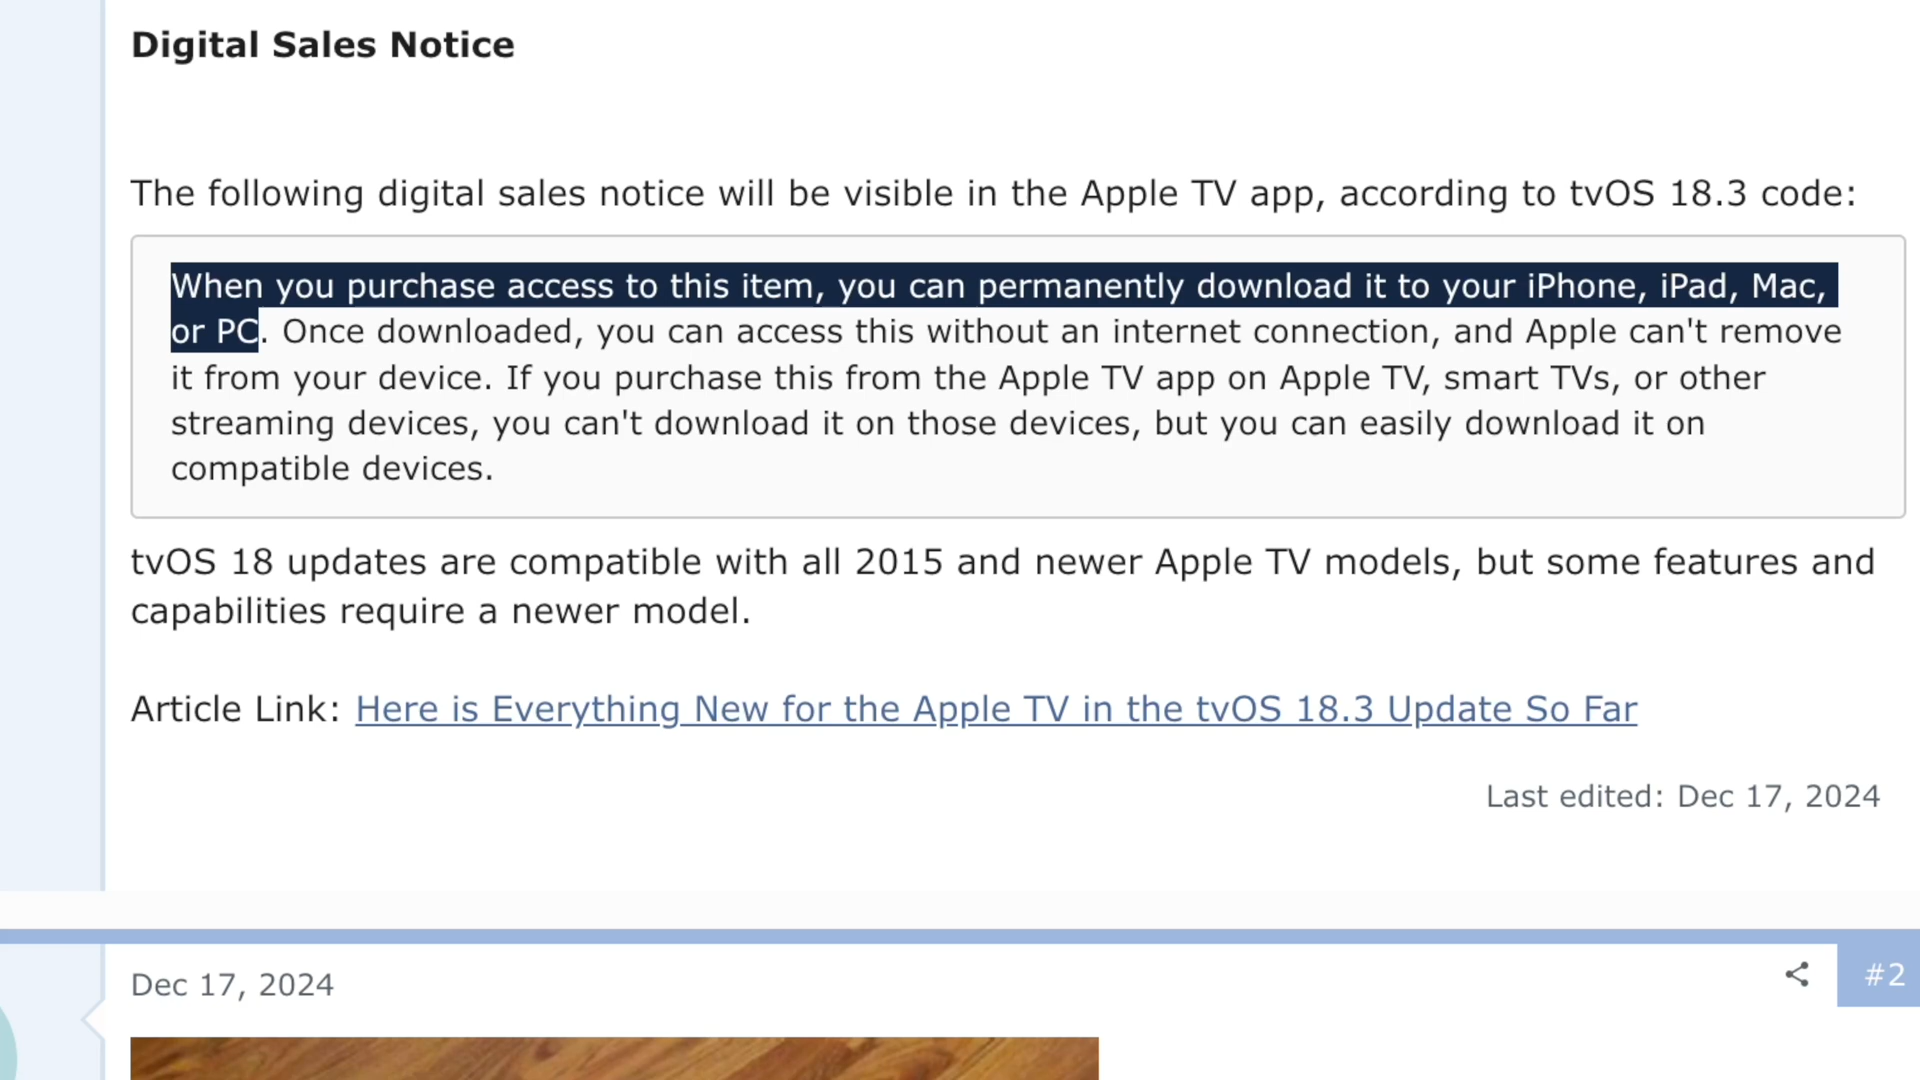 Digital Sales Notice
The following digital sales notice will be visible in the Apple TV app, according to tvOS 18.3 code:
When you purchase access to this item, you can permanently download it to your iPhone, iPad, Mac,
or PC. Once downloaded, you can access this without an internet connection, and Apple can't remove
it from your device. If you purchase this from the Apple TV app on Apple TV, smart TVs, or other
streaming devices, you can't download it on those devices, but you can easily download it on
compatible devices.
tvOS 18 updates are compatible with all 2015 and newer Apple TV models, but some features and
capabilities require a newer model.
Article Link: Here is Everything New for the Apple TV in the tvOS 18.3 Update So Far
Last edited: Dec 17, 2024
Dec 17, 2024
#2